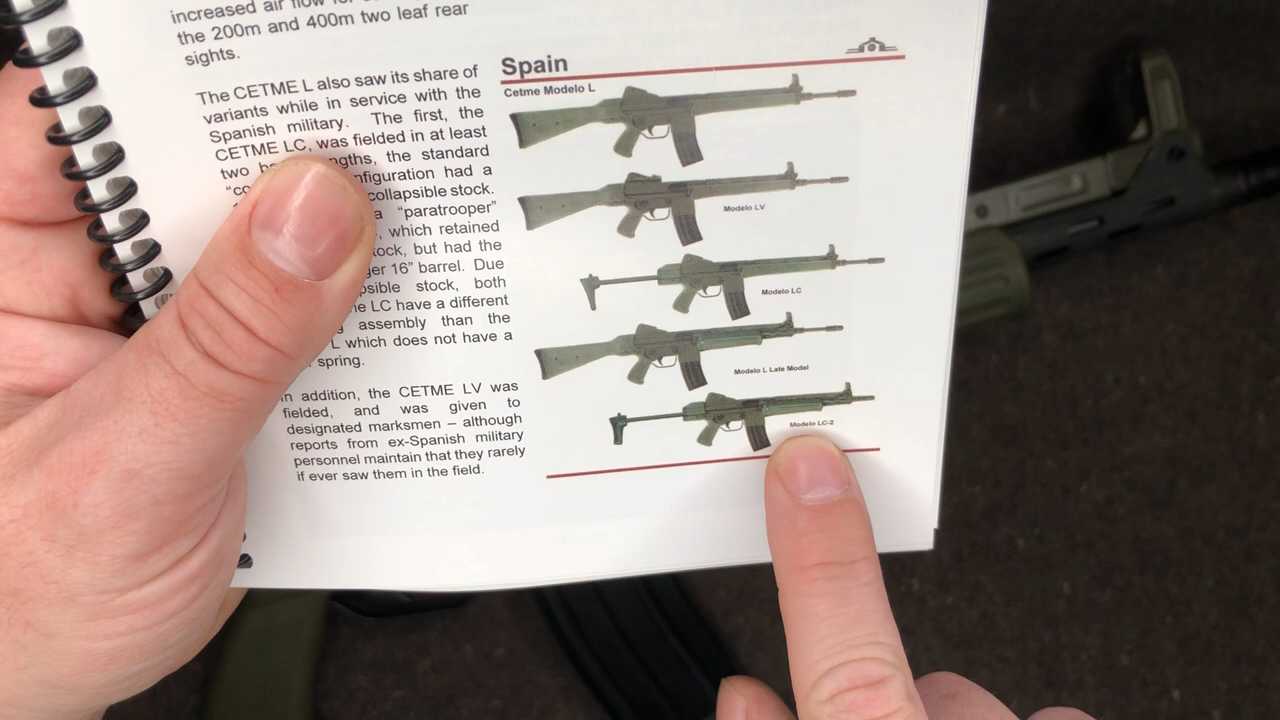 increased air flow for
the 200m and 400m two leaf rear
sights.
The CETME L also saw its share of
variants while in service with the
Spanish military. The first, the
CETME LC, was fielded in at least
two the standard
had a
collapsible stock.
a “paratrooper”
, which retained
but had the
16” barrel. Due
stock, both
LC have a different
assembly than the
L which does not have a
spring.
In addition, the CETME LV was
fielded, and was given to
designated marksmen – although
reports from ex-Spanish military
personnel maintain that they rarely
if ever saw them in the field.
Spain
Cetme Modelo L
Modelo LV
Modelo LC
Modelo L Late Model
Modelo LC-2